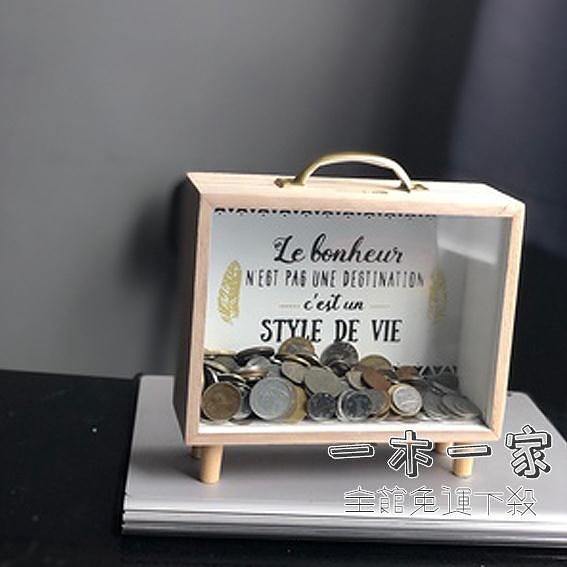 Le bonheur
N'EST PAS UNE DESTINATION
c'est un
STYLE DE VIE
一木一家
全館免運下殺